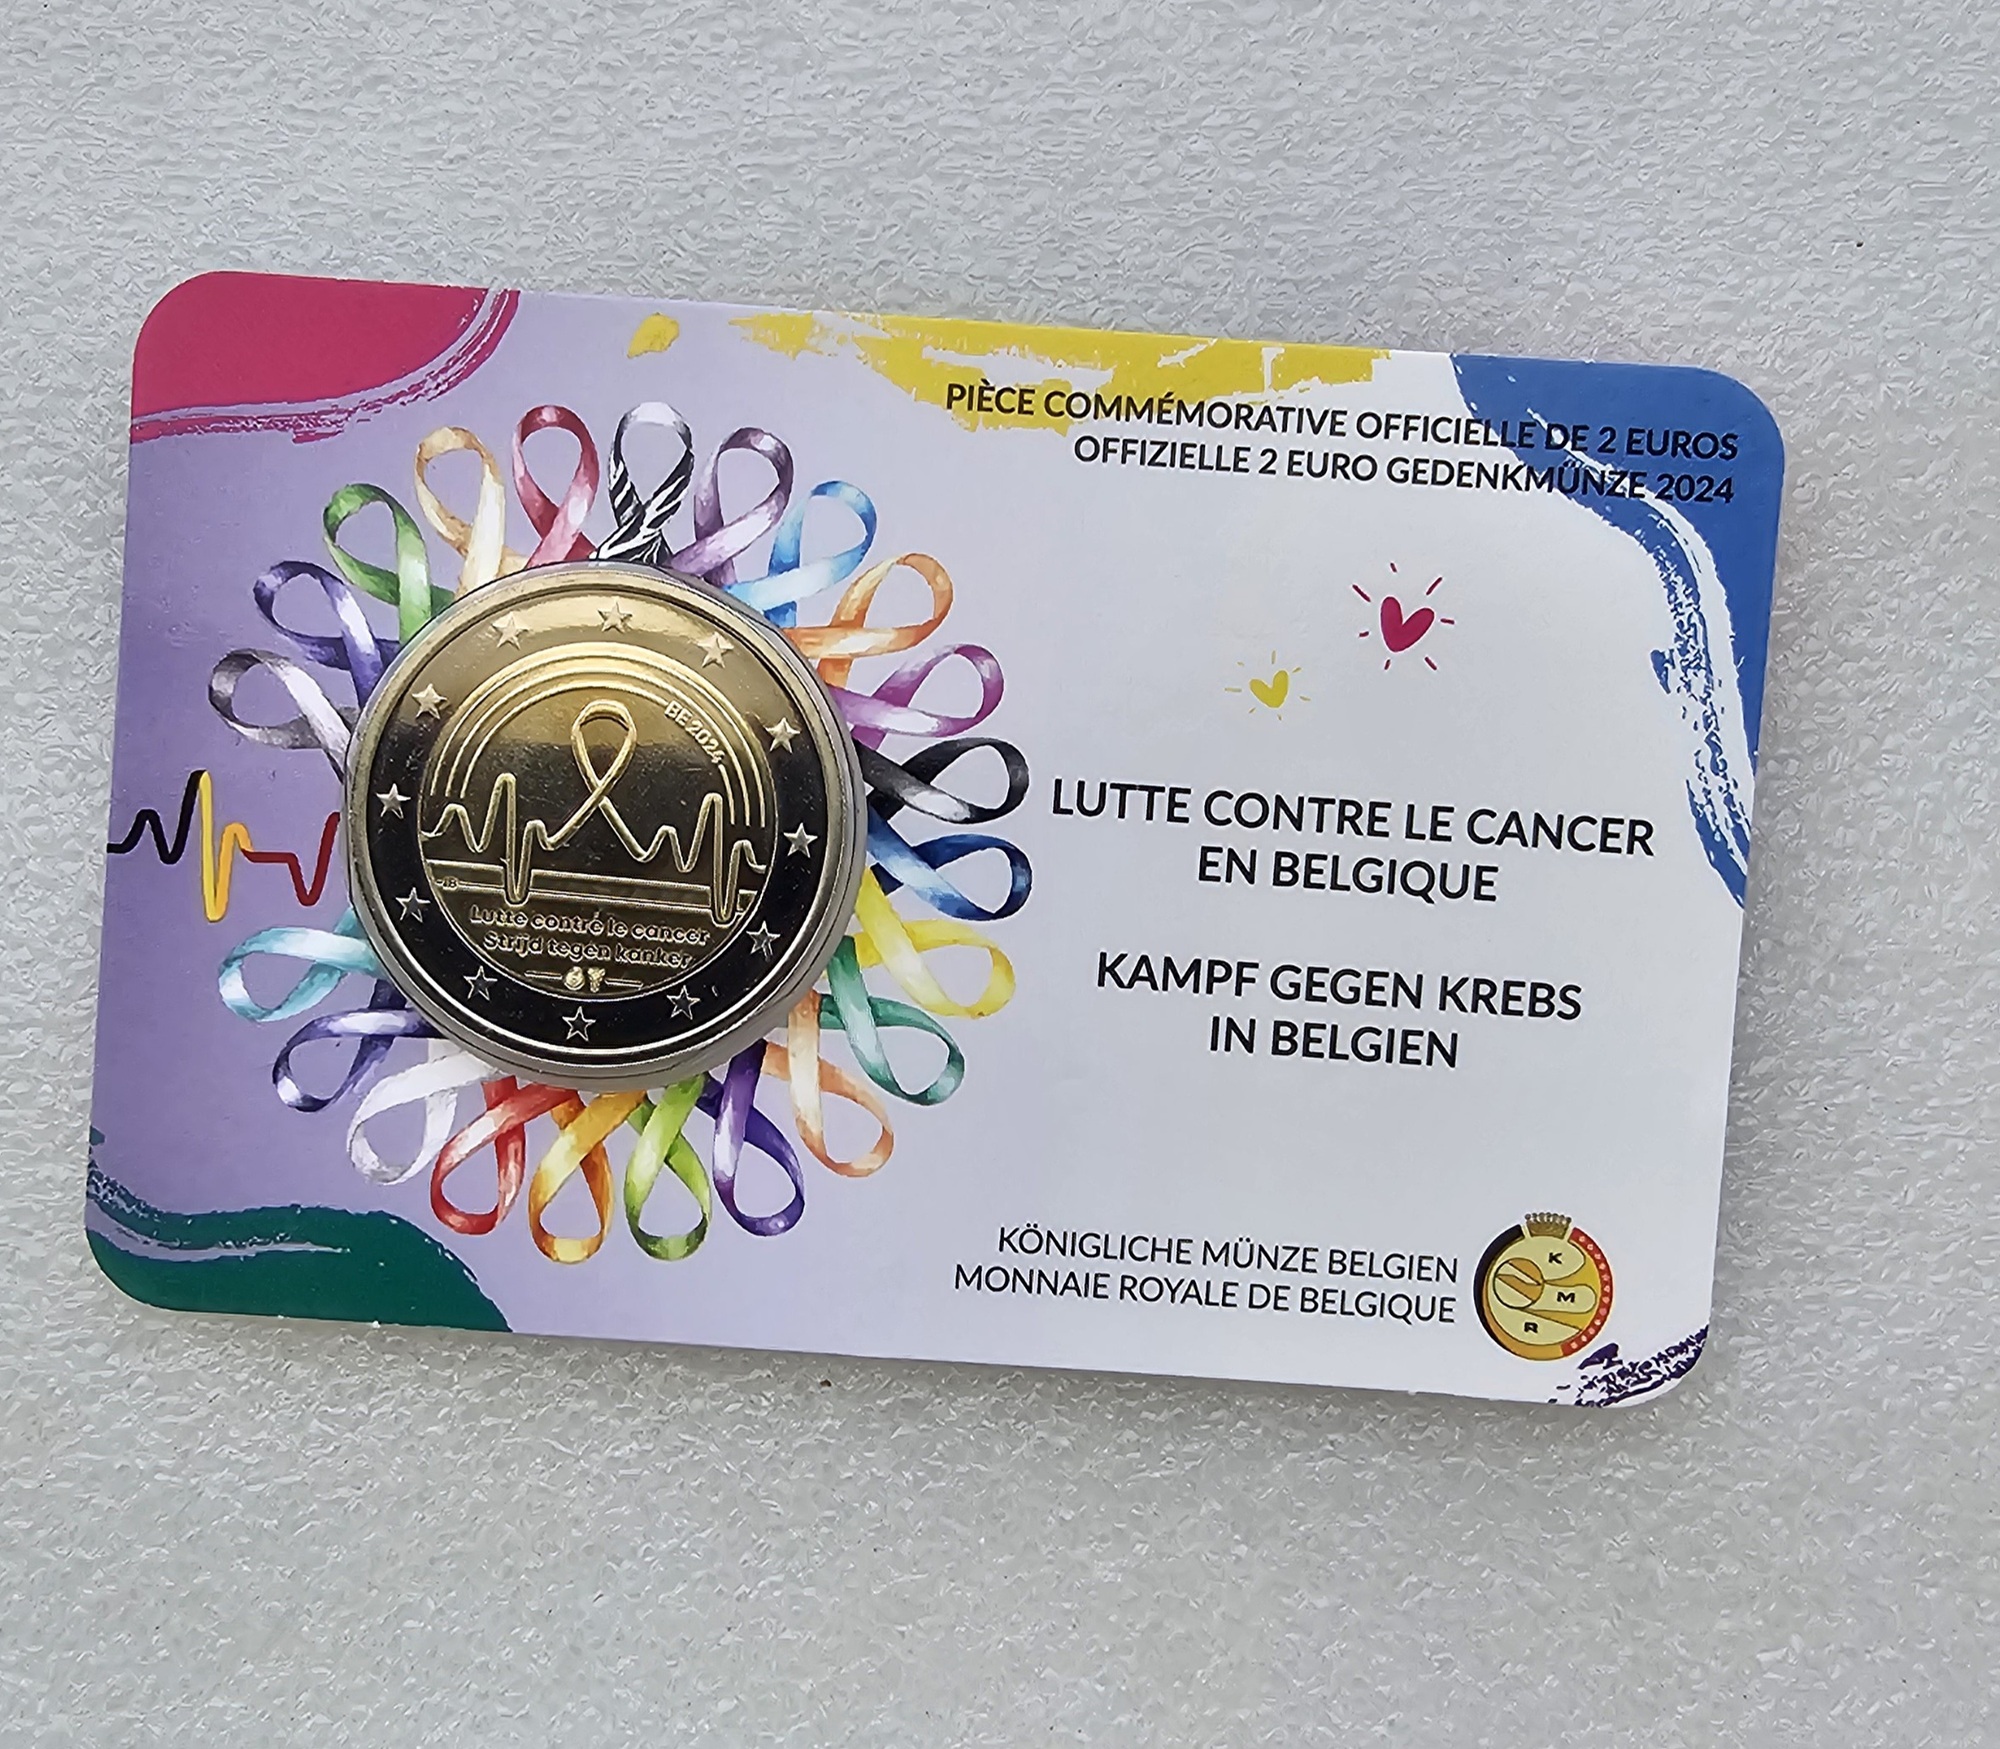 PIÈCE COMMÉMORATIVE OFFICIELLE DE 2 EUROS
OFFIZIELLE 2 EURO GEDENKMÜNZE 2024
BE 2024
Lutte contre le cancer
Strijd tegen kanker
LUTTE CONTRE LE CANCER
EN BELGIQUE
KAMPF GEGEN KREBS
IN BELGIEN
KÖNIGLICHE MÜNZE BELGIEN
MONNAIE ROYALE DE BELGIQUE
K
M
R